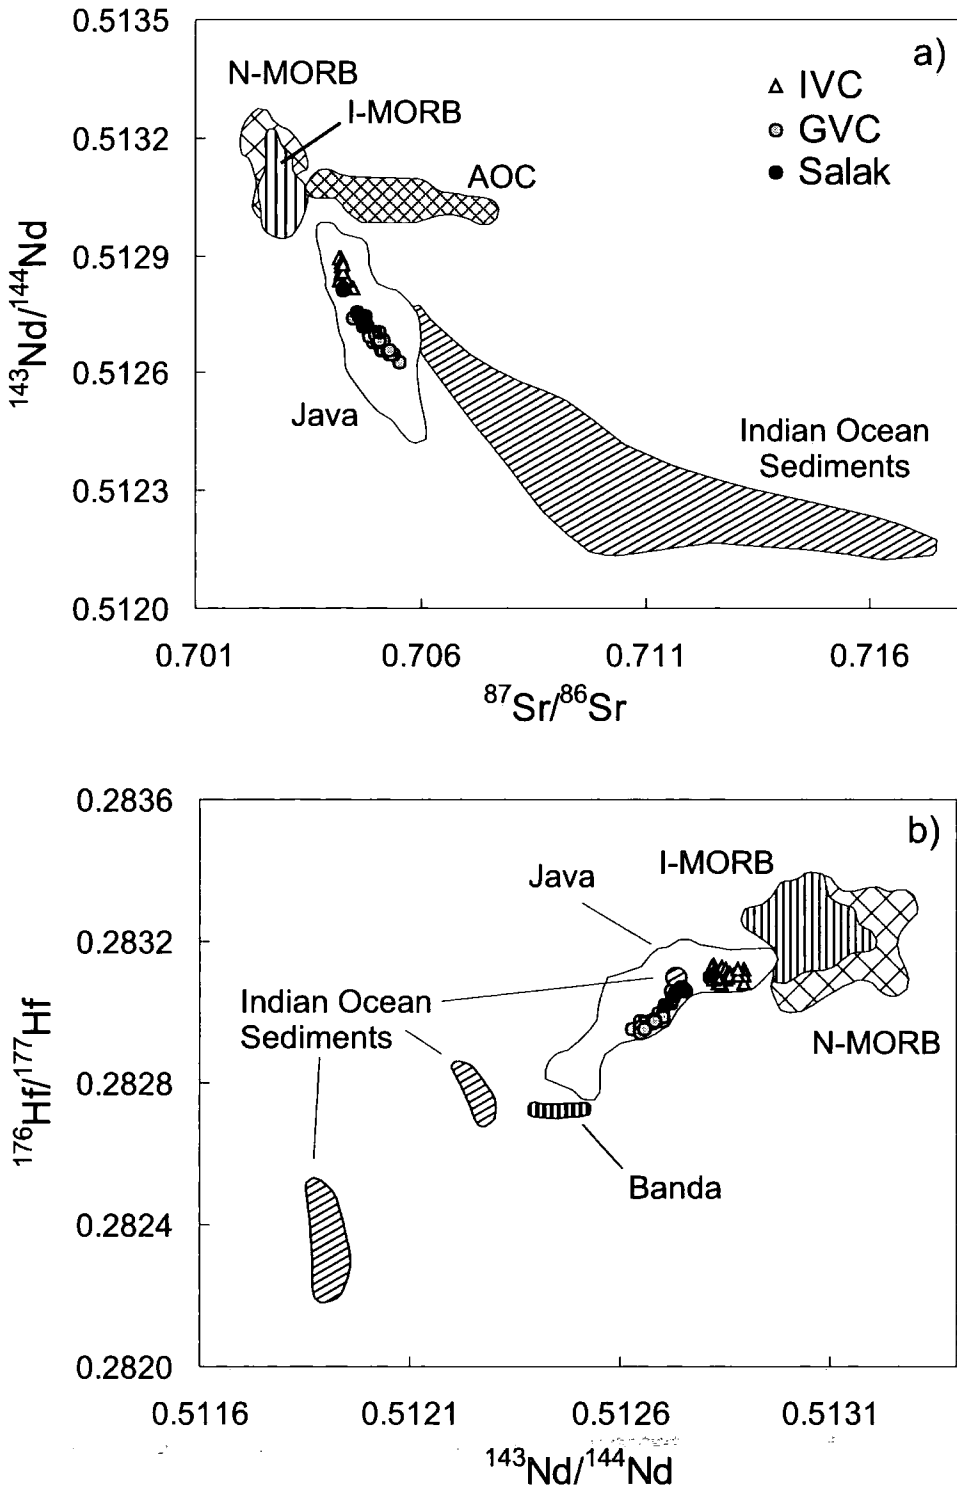 0.5135
a)
N-MORB
△ IVC
I-MORB
GVC
0.5132
AOC
Salak
0.5129
¹⁴³Nd/¹⁴⁴Nd
0.5126
Java
Indian Ocean
Sediments
0.5123
0.5120
0.701 0.706 0.711 0.716
⁸⁷Sr/⁸⁶Sr
0.2836
b)
I-MORB
Java
0.2832
Indian Ocean
Sediments
N-MORB
¹⁷⁶Hf/¹⁷⁷Hf
0.2828
Banda
0.2824
0.2820
0.5116 0.5121 0.5126 0.5131
¹⁴³Nd/¹⁴⁴Nd